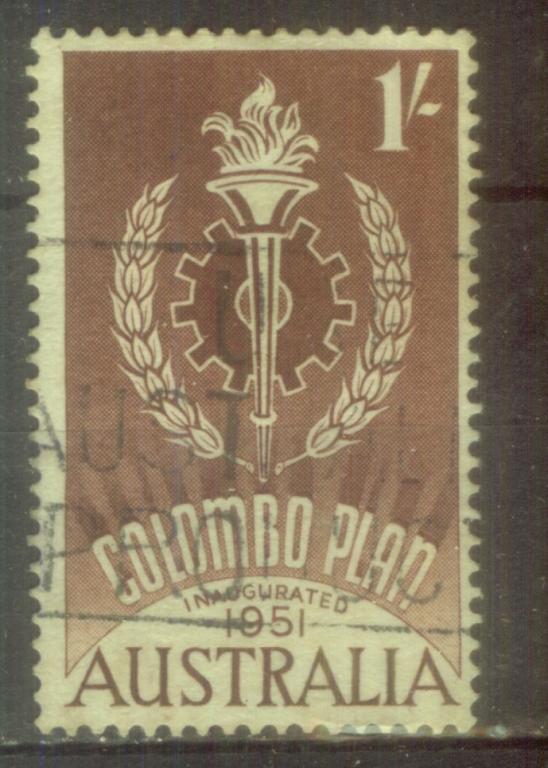 1/-
COLOMBO PLAN
INAUGURATED
1951
AUSTRALIA